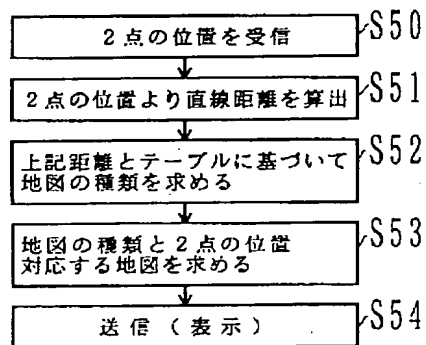 2点の位置を受信
S50
2点の位置より直線距離を算出
S51
上記距離とテーブルに基づいて
地図の種類を求める
S52
地図の種類と2点の位置
対応する地図を求める
S53
送信(表示)
S54